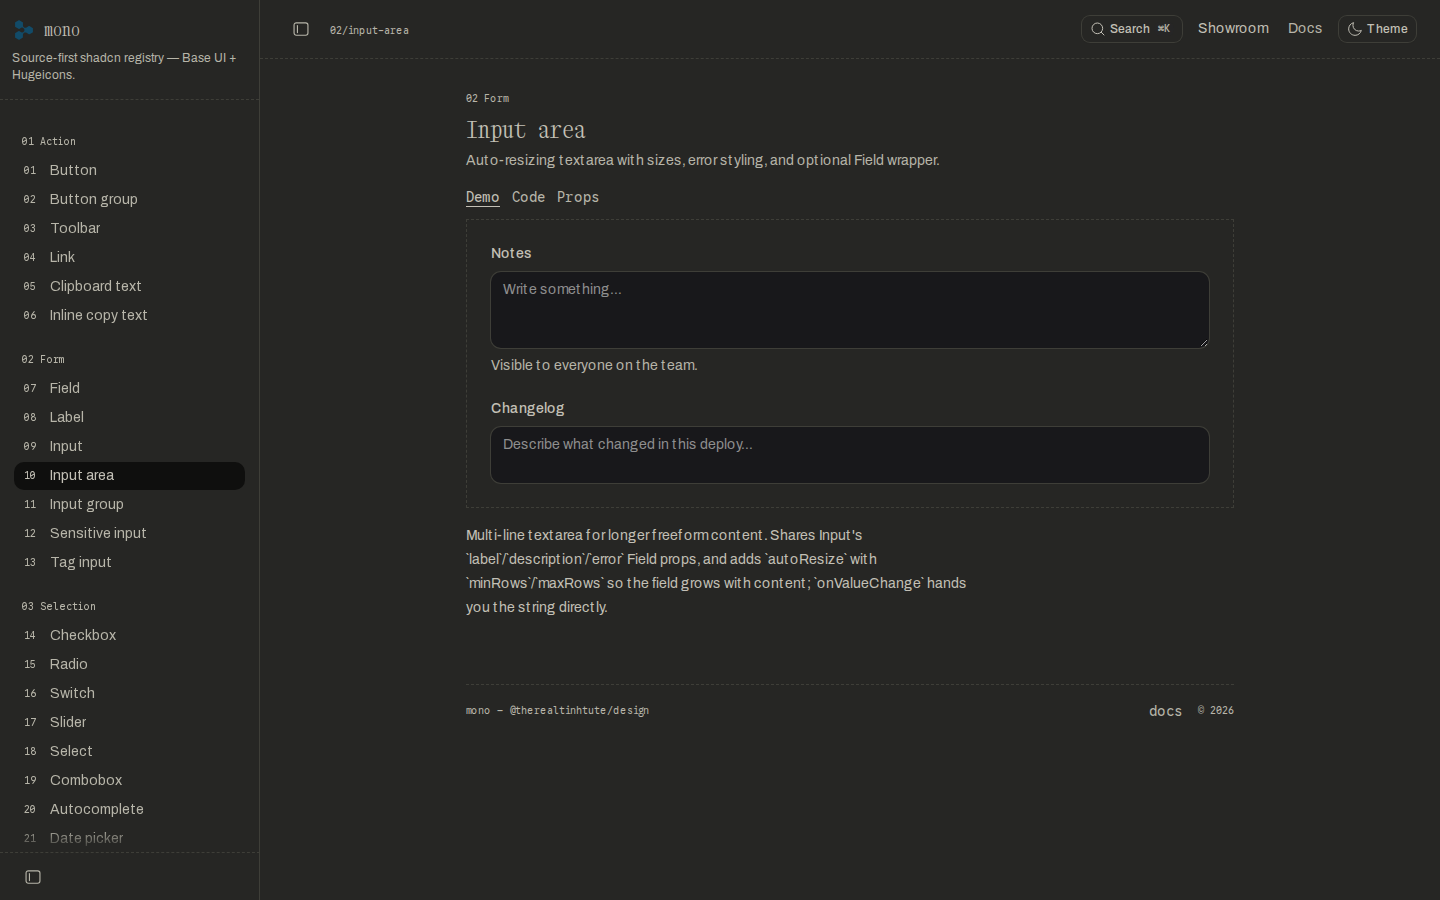 mono
Source-first shadcn registry — Base UI +
Hugeicons.
01 Action
01 Button
02 Button group
03 Toolbar
04 Link
05 Clipboard text
06 Inline copy text
02 Form
07 Field
08 Label
09 Input
10 Input area
11 Input group
12 Sensitive input
13 Tag input
03 Selection
14 Checkbox
15 Radio
16 Switch
17 Slider
18 Select
19 Combobox
20 Autocomplete
21 Date picker
02/input-area
Search ⌘K
Showroom
Docs
Theme
02 Form
Input area
Auto-resizing textarea with sizes, error styling, and optional Field wrapper.
Demo Code Props
Notes
Write something...
Visible to everyone on the team.
Changelog
Describe what changed in this deploy...
Multi-line textarea for longer freeform content. Shares Input's
`label`/`description`/`error` Field props, and adds `autoResize` with
`minRows`/`maxRows` so the field grows with content; `onValueChange` hands
you the string directly.
mono — @therealtinhtute/design
docs © 2026